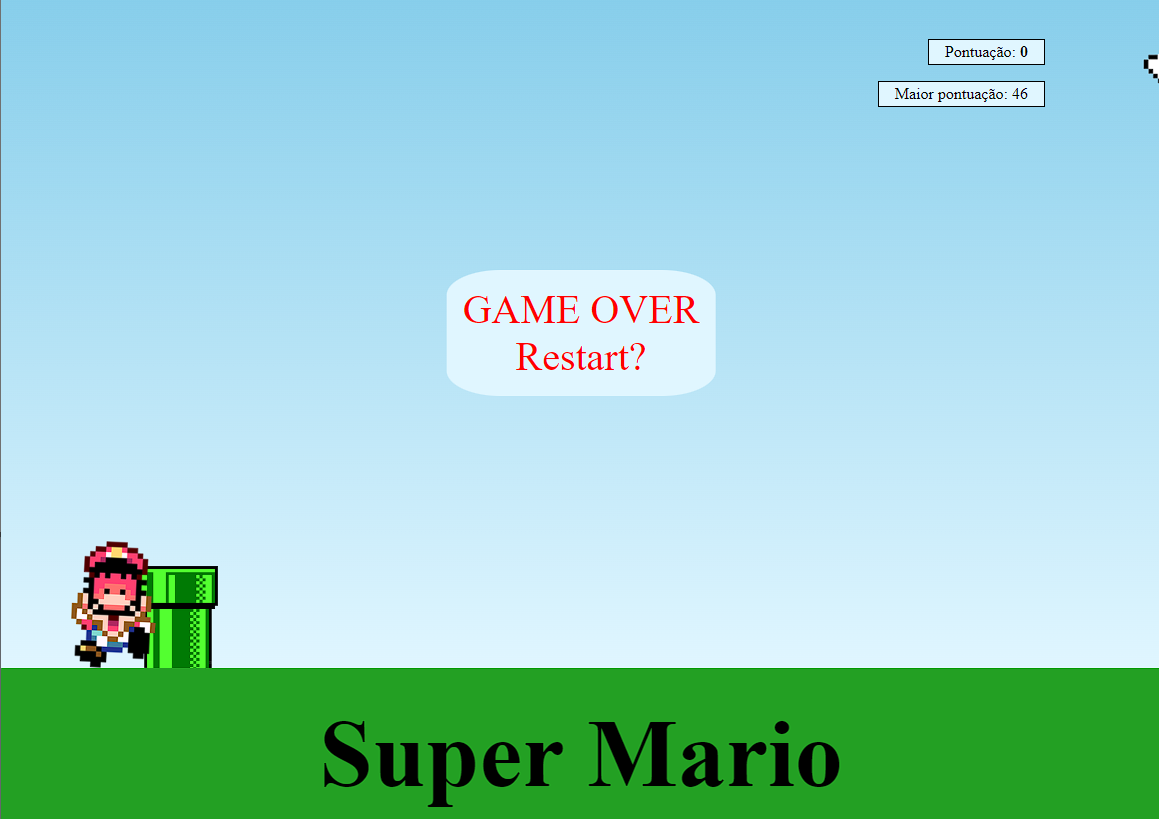 Pontuação: 0
Maior pontuação: 46
GAME OVER
Restart?
Super Mario